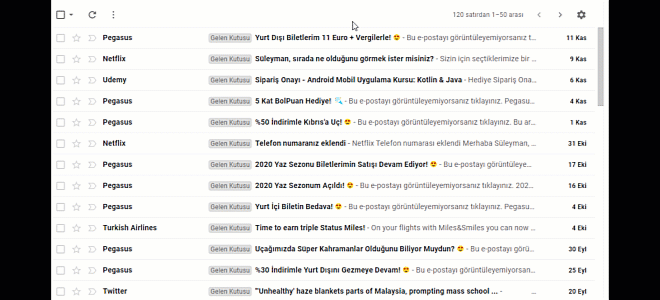 120 satırdan 1–50 arası
Pegasus Gelen Kutusu Yurt Dışı Biletlerim 11 Euro + Vergilerle! 😍 - Bu e-postayı görüntüleyemiyorsanız t... 11 Kas
Netflix Gelen Kutusu Süleyman, sırada ne olduğunu görmek ister misiniz? - Sizin için seçtiklerimize bir ... 9 Kas
Udemy Gelen Kutusu Sipariş Onayı - Android Mobil Uygulama Kursu: Kotlin & Java - Hediye Sipariş Ona... 6 Kas
Pegasus Gelen Kutusu 5 Kat BolPuan Hediye! - Bu e-postayı görüntüleyemiyorsanız tıklayınız. Pegasu... 4 Kas
Pegasus Gelen Kutusu %50 İndirimle Kıbrıs'a Uç! 😍 - Bu e-postayı görüntüleyemiyorsanız tıklayınız. Bu ar... 1 Kas
Netflix Gelen Kutusu Telefon numaranız eklendi - Netflix Telefon numarası eklendi Merhaba Süleyman, ... 31 Eki
Pegasus Gelen Kutusu 2020 Yaz Sezonu Biletlerimin Satışı Devam Ediyor! 😍 - Bu e-postayı görüntüleye... 17 Eki
Pegasus Gelen Kutusu 2020 Yaz Sezonum Açıldı! 😍 - Bu e-postayı görüntüleyemiyorsanız tıklayınız. 202... 16 Eki
Pegasus Gelen Kutusu Yurt İçi Biletin Bedava! 😍 - Bu e-postayı görüntüleyemiyorsanız tıklayınız. Pegasu... 4 Eki
Turkish Airlines Gelen Kutusu Time to earn triple Status Miles! - On your flights with Miles&Smiles you can now ... 4 Eki
Pegasus Gelen Kutusu Uçağımızda Süper Kahramanlar Olduğunu Biliyor Muydun? 😍 - Bu e-postayı görü... 30 Eyl
Pegasus Gelen Kutusu %30 İndirimle Yurt Dışını Gezmeye Devam! 😍 - Bu e-postayı görüntüleyemiyorsan... 25 Eyl
Twitter Gelen Kutusu "'Unhealthy' haze blankets parts of Malaysia, prompting mass school ... - 20 Eyl